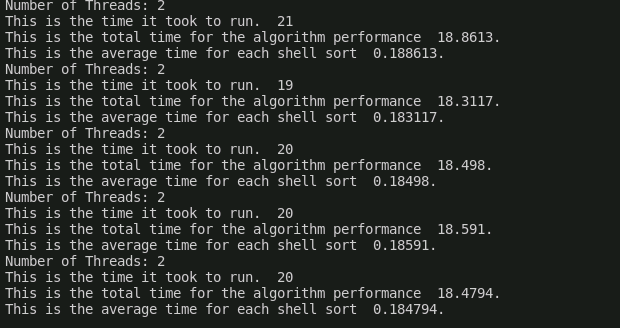 Number of Threads: 2
This is the time it took to run.  21
This is the total time for the algorithm performance  18.8613.
This is the average time for each shell sort  0.188613.
Number of Threads: 2
This is the time it took to run.  19
This is the total time for the algorithm performance  18.3117.
This is the average time for each shell sort  0.183117.
Number of Threads: 2
This is the time it took to run.  20
This is the total time for the algorithm performance  18.498.
This is the average time for each shell sort  0.18498.
Number of Threads: 2
This is the time it took to run.  20
This is the total time for the algorithm performance  18.591.
This is the average time for each shell sort  0.18591.
Number of Threads: 2
This is the time it took to run.  20
This is the total time for the algorithm performance  18.4794.
This is the average time for each shell sort  0.184794.